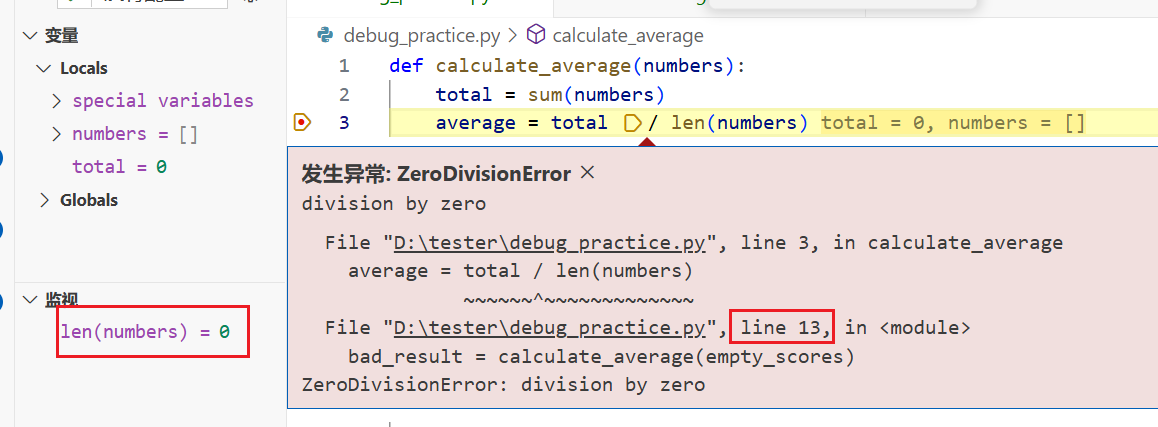 变量
Locals
special variables
numbers = []
total = 0
Globals
监视
len(numbers) = 0
debug_practice.py > calculate_average
1 def calculate_average(numbers):
2 total = sum(numbers)
3 average = total / len(numbers) total = 0, numbers = []
发生异常: ZeroDivisionError ×
division by zero
File "D:\tester\debug_practice.py", line 3, in calculate_average
average = total / len(numbers)
~~~~~~^~~~~~~~~~~~~
File "D:\tester\debug_practice.py", line 13, in <module>
bad_result = calculate_average(empty_scores)
ZeroDivisionError: division by zero